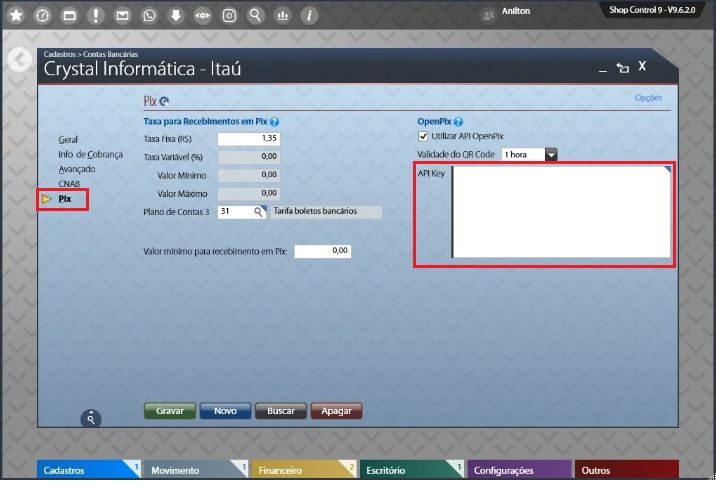 Anilton
Shop Control 9 - V9.6.2.0
Cadastros > Contas Bancárias
Crystal Informática - Itaú
X
Pix
Opções
Geral
Info. de Cobrança
Avançado
CNAB
Pix
Taxa para Recebimentos em Pix
Taxa Fixa (R$) 1,35
Taxa Variável (%) 0,00
Valor Mínimo 0,00
Valor Máximo 0,00
Plano de Contas 3 31 Tarifa boletos bancários
Valor mínimo para recebimento em Pix: 0,00
OpenPix
Utilizar API OpenPix
Validade do QR Code 1 hora
API Key
Gravar Novo Buscar Apagar
Cadastros 1 Movimento 1 Financeiro 2 Escritório 1 Configurações Outros